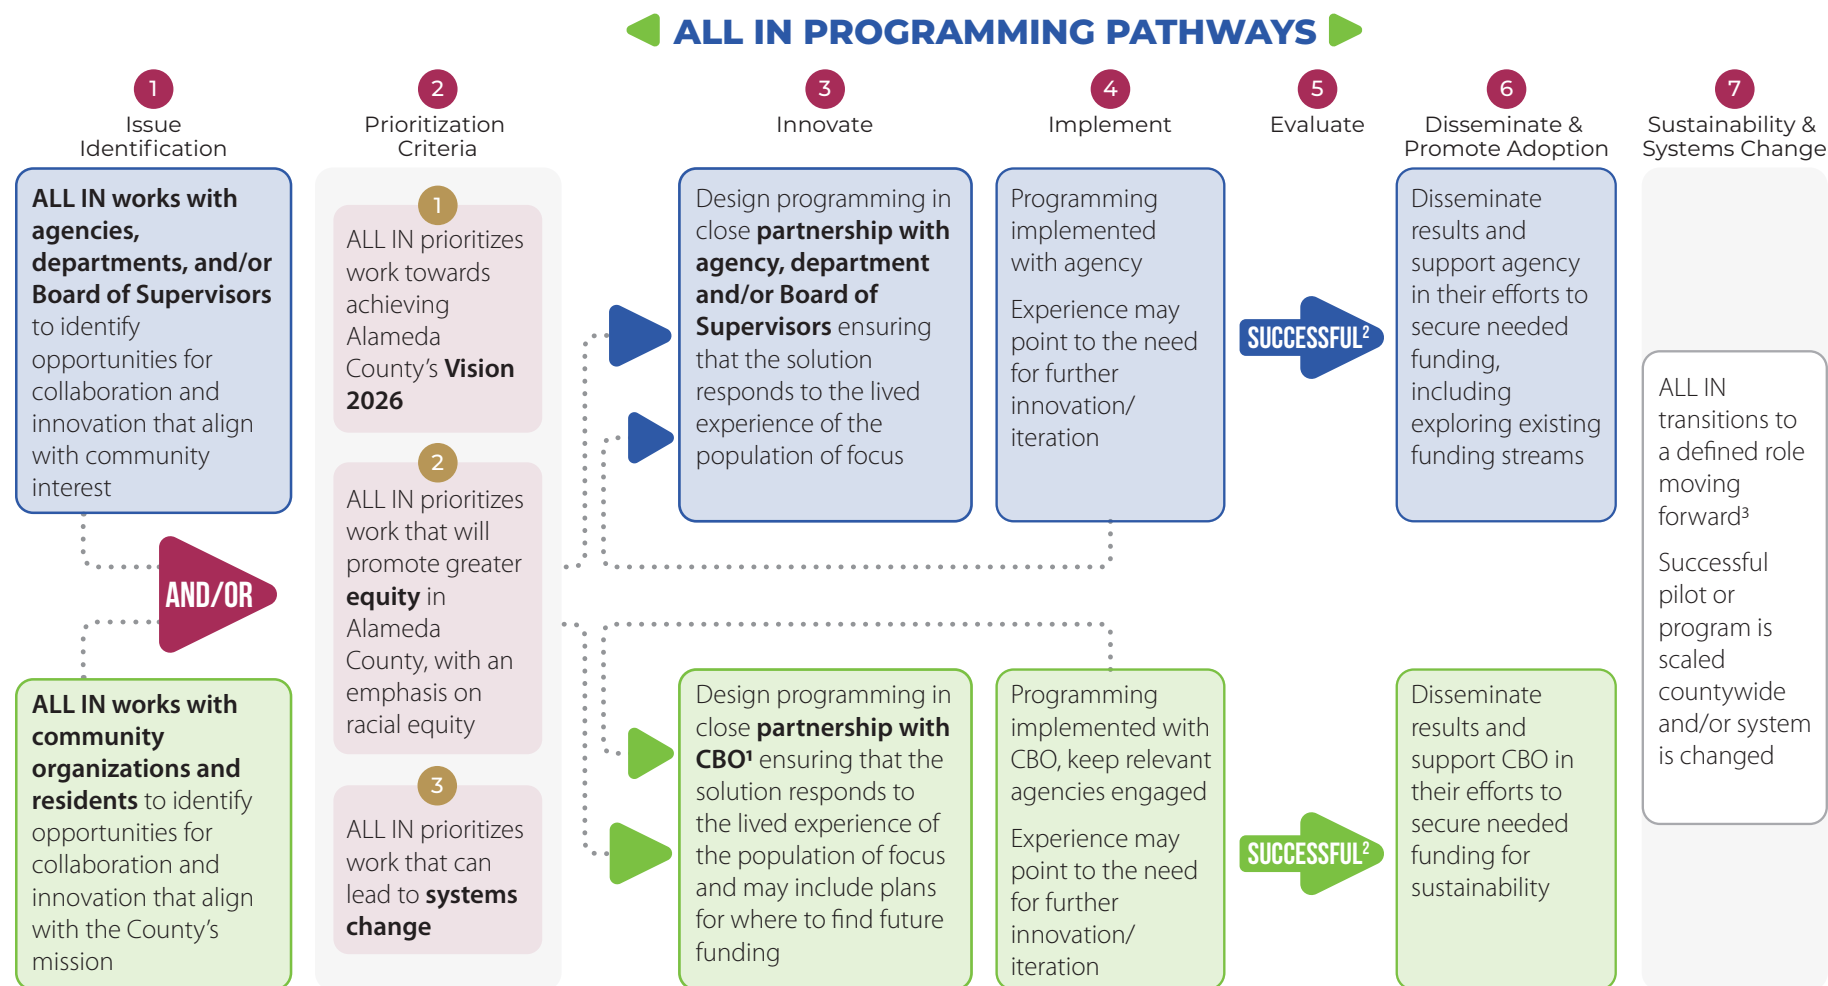 ALL IN PROGRAMMING PATHWAYS
1
Issue
Identification
2
Prioritization
Criteria
3
Innovate
4
Implement
5
Evaluate
6
Disseminate &
Promote Adoption
7
Sustainability &
Systems Change
ALL IN works with
agencies,
departments, and/or
Board of Supervisors
to identify
opportunities for
collaboration and
innovation that align
with community
interest
AND/OR
ALL IN works with
community
organizations and
residents to identify
opportunities for
collaboration and
innovation that align
with the County’s
mission
1
ALL IN prioritizes
work towards
achieving
Alameda
County’s Vision
2026
2
ALL IN prioritizes
work that will
promote greater
equity in
Alameda
County, with an
emphasis on
racial equity
3
ALL IN prioritizes
work that can
lead to systems
change
Design programming in
close partnership with
agency, department
and/or Board of
Supervisors ensuring
that the solution
responds to the lived
experience of the
population of focus
Programming
implemented
with agency
Experience may
point to the need
for further
innovation/
iteration
SUCCESSFUL²
Disseminate
results and
support agency
in their efforts to
secure needed
funding,
including
exploring existing
funding streams
Design programming in
close partnership with
CBO¹ ensuring that the
solution responds to
the lived experience of
the population of focus
and may include plans
for where to find future
funding
Programming
implemented with
CBO, keep relevant
agencies engaged
Experience may
point to the need
for further
innovation/
iteration
SUCCESSFUL²
Disseminate
results and
support CBO in
their efforts to
secure needed
funding for
sustainability
ALL IN
transitions to
a defined role
moving
forward³
Successful
pilot or
program is
scaled
countywide
and/or system
is changed